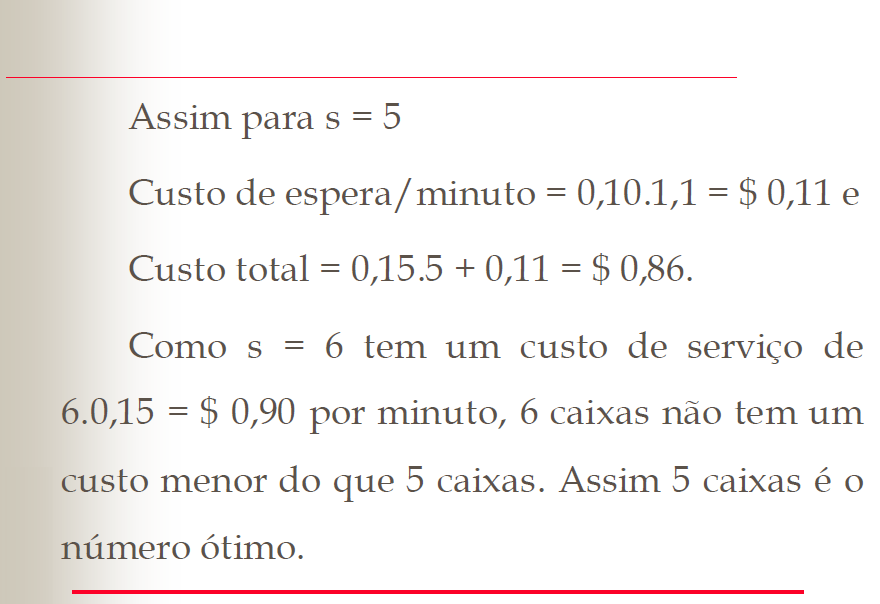 Assim para s = 5
Custo de espera/minuto = 0,10.1,1 = $ 0,11 e
Custo total = 0,15.5 + 0,11 = $ 0,86.
Como s = 6 tem um custo de serviço de
6.0,15 = $ 0,90 por minuto, 6 caixas não tem um
custo menor do que 5 caixas. Assim 5 caixas é o
número ótimo.